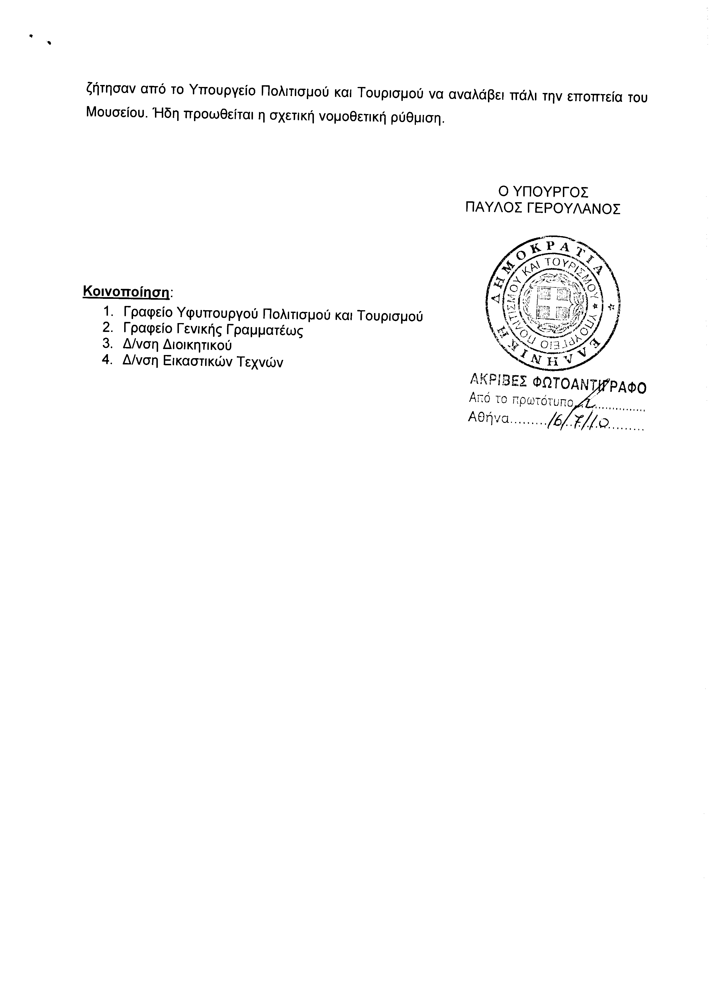 ζήτησαν από το Υπουργείο Πολιτισμού και Τουρισμού να αναλάβει πάλι την εποπτεία του
Μουσείου. Ήδη προωθείται η σχετική νομοθετική ρύθμιση.
Ο ΥΠΟΥΡΓΟΣ
ΠΑΥΛΟΣ ΓΕΡΟΥΛΑΝΟΣ
ΕΛΛΗΝΙΚΗ ΔΗΜΟΚΡΑΤΙΑ
ΥΠΟΥΡΓΕΙΟ ΠΟΛΙΤΙΣΜΟΥ ΚΑΙ ΤΟΥΡΙΣΜΟΥ
Κοινοποίηση:
1. Γραφείο Υφυπουργού Πολιτισμού και Τουρισμού
2. Γραφείο Γενικής Γραμματέως
3. Δ/νση Διοικητικού
4. Δ/νση Εικαστικών Τεχνών
ΑΚΡΙΒΕΣ ΦΩΤΟΑΝΤΙΓΡΑΦΟ
Από το πρωτότυπο
Αθήνα.........16/7/10.........